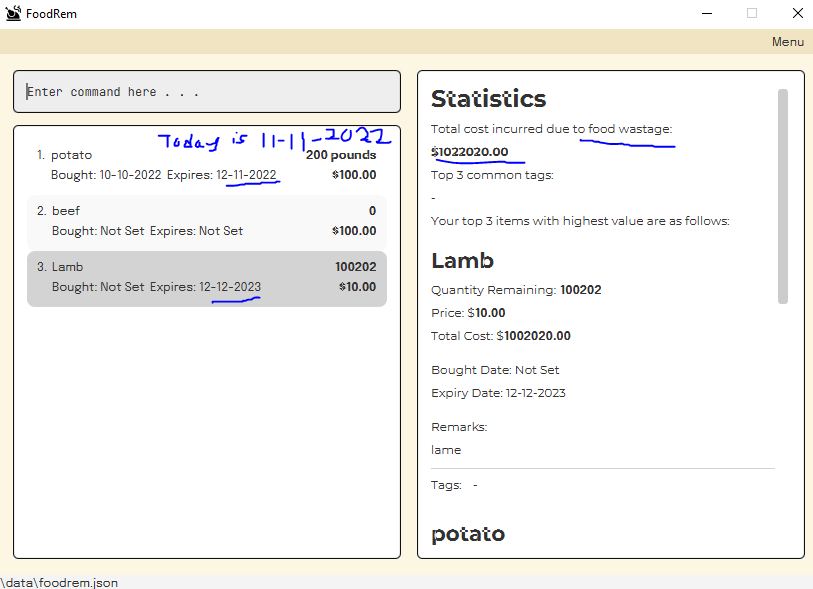 FoodRem
Menu
Enter command here . . .
Today is 11-11-2022
1. potato 200 pounds
Bought: 10-10-2022 Expires: 12-11-2022 $100.00
2. beef 0
Bought: Not Set Expires: Not Set $100.00
3. Lamb 100202
Bought: Not Set Expires: 12-12-2023 $10.00
Statistics
Total cost incurred due to food wastage:
$1022020.00
Top 3 common tags:
-
Your top 3 items with highest value are as follows:
Lamb
Quantity Remaining: 100202
Price: $10.00
Total Cost: $1002020.00
Bought Date: Not Set
Expiry Date: 12-12-2023
Remarks:
lame
Tags: -
potato
\data\foodrem.json